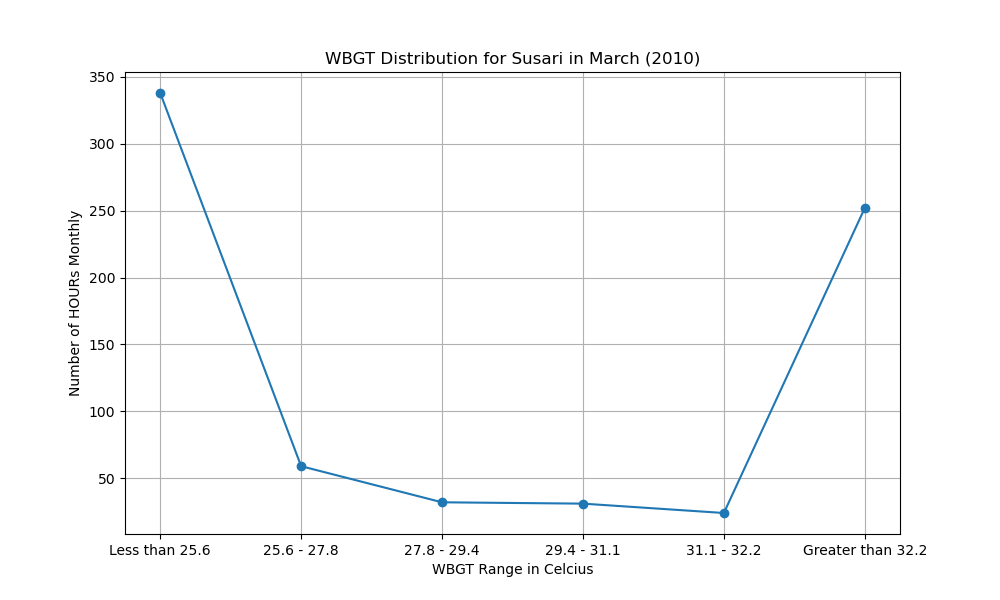 WBGT Distribution for Susari in March (2010)
Number of HOURs Monthly
350
300
250
200
150
100
50
Less than 25.6
25.6 - 27.8
27.8 - 29.4
29.4 - 31.1
31.1 - 32.2
Greater than 32.2
WBGT Range in Celcius